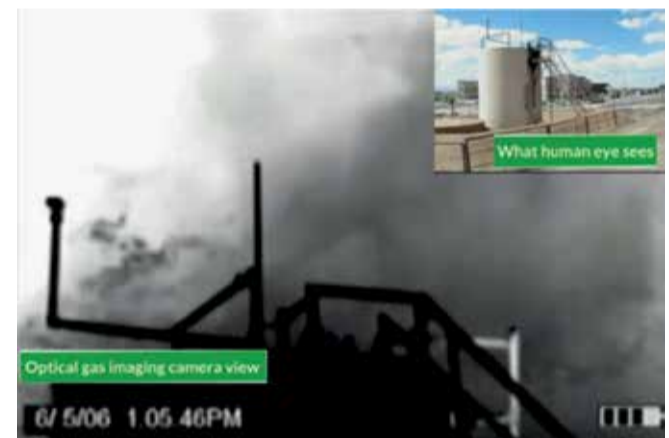 What human eye sees
Optical gas imaging camera view
6/ 5/06 1.05 46PM